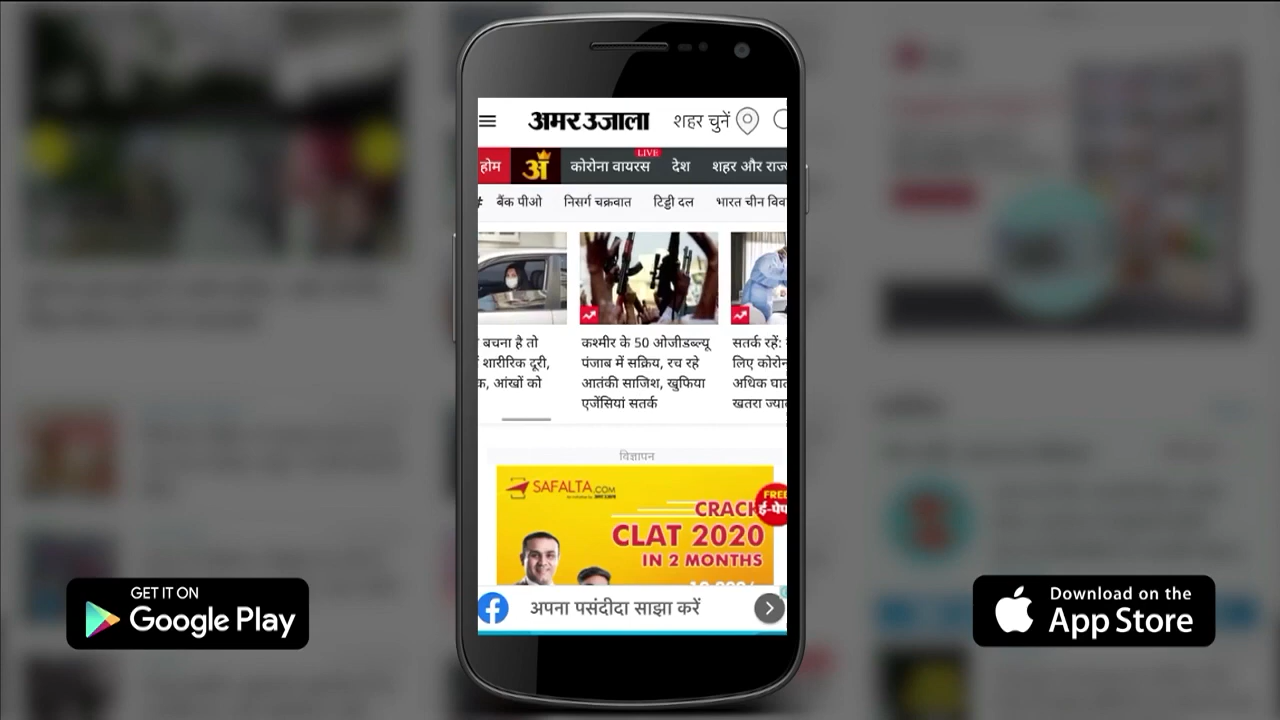 अमर उजाला शहर चुनें
LIVE
होम अ कोरोना वायरस देश शहर और राज्य
# बैंक पीओ निसर्ग चक्रवात टिड्डी दल भारत चीन विवा
बचना है तो
शारीरिक दूरी,
क, आंखों को
कश्मीर के 50 ओजीडब्ल्यू
पंजाब में सक्रिय, रच रहे
आतंकी साजिश, खुफिया
एजेंसियां सतर्क
सतर्क रहें:
लिए कोरोन
अधिक घात
खतरा ज्या
विज्ञापन
SAFALTA.COM
CRACK
CLAT 2020
IN 2 MONTHS
FREE
ई-पेप
अपना पसंदीदा साझा करें
GET IT ON
Google Play
Download on the
App Store